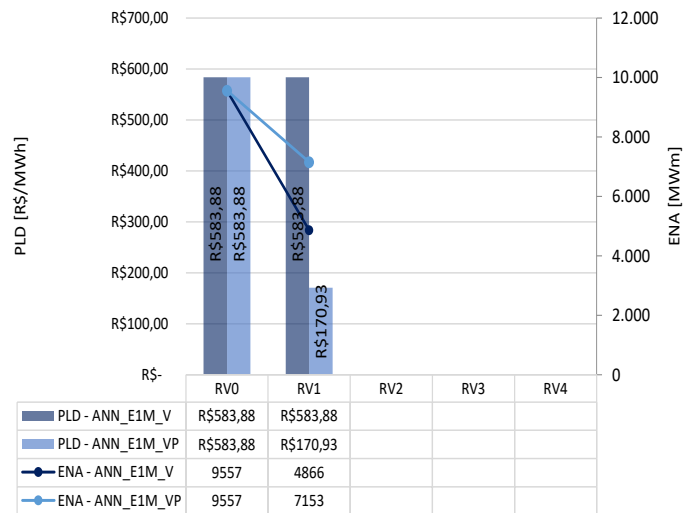 R$700,00
R$600,00
R$500,00
R$400,00
R$300,00
R$200,00
R$100,00
R$-
PLD [R$/MWh]
12.000
10.000
8.000
6.000
4.000
2.000
0
ENA [MWm]
R$583,88
R$583,88
R$583,88
R$170,93
RV0 RV1 RV2 RV3 RV4
PLD - ANN_E1M_V R$583,88 R$583,88
PLD - ANN_E1M_VP R$583,88 R$170,93
ENA - ANN_E1M_V 9557 4866
ENA - ANN_E1M_VP 9557 7153